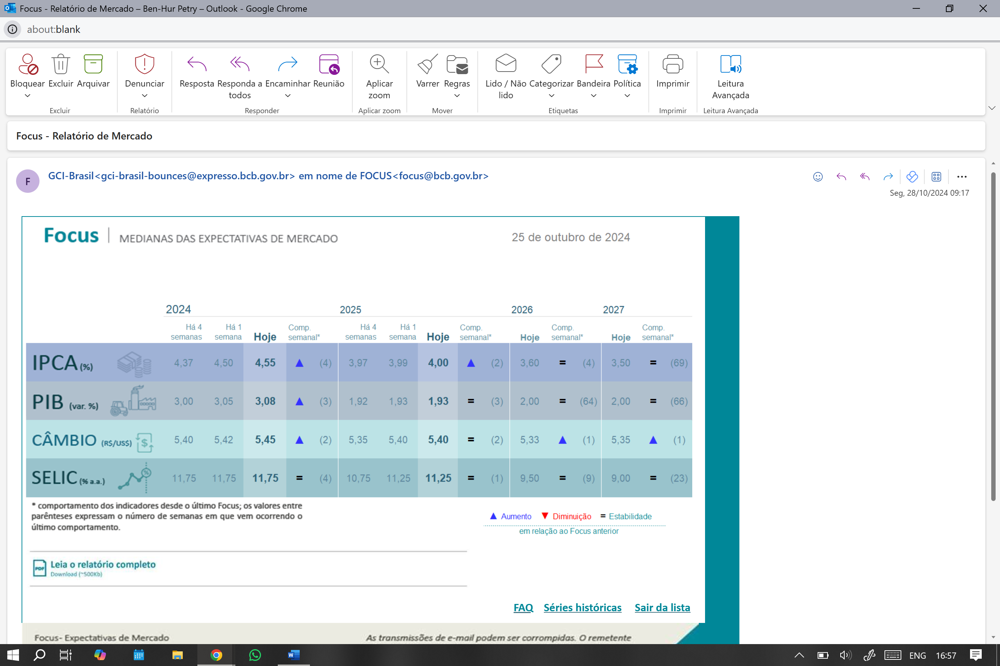 Focus - Relatório de Mercado – Ben-Hur Petry – Outlook - Google Chrome
about:blank
Bloquear Excluir Arquivar Denunciar Resposta Responda a todos Encaminhar Reunião Aplicar zoom Varrer Regras Lido / Não lido Categorizar Bandeira Política Imprimir Leitura Avançada
Excluir Relatório Responder Aplicar zoom Mover Etiquetas Imprimir Leitura Avançada
Focus - Relatório de Mercado
F
GCI-Brasil<gci-brasil-bounces@expresso.bcb.gov.br> em nome de FOCUS<focus@bcb.gov.br>
Seg, 28/10/2024 09:17
Focus | MEDIANAS DAS EXPECTATIVAS DE MERCADO 25 de outubro de 2024
2024 2025 2026 2027
Há 4 semanas Há 1 semana Hoje Comp. semanal* Há 4 semanas Há 1 semana Hoje Comp. semanal* Hoje Comp. semanal* Hoje Comp. semanal*
IPCA (%) 4,37 4,50 4,55 ▲ (4) 3,97 3,99 4,00 ▲ (2) 3,60 = (4) 3,50 = (69)
PIB (var. %) 3,00 3,05 3,08 ▲ (3) 1,92 1,93 1,93 = (3) 2,00 = (64) 2,00 = (66)
CÂMBIO (R$/US$) $ 5,40 5,42 5,45 ▲ (2) 5,35 5,40 5,40 = (2) 5,33 ▲ (1) 5,35 ▲ (1)
SELIC (% a.a.) % 11,75 11,75 11,75 = (4) 10,75 11,25 11,25 = (1) 9,50 = (9) 9,00 = (23)
* comportamento dos indicadores desde o último Focus; os valores entre
parênteses expressam o número de semanas em que vem ocorrendo o
último comportamento.
▲ Aumento ▼ Diminuição = Estabilidade
em relação ao Focus anterior
PDF Leia o relatório completo
Download (~500Kb)
FAQ Séries históricas Sair da lista
Focus- Expectativas de Mercado As transmissões de e-mail podem ser corrompidas. O remetente
ENG 16:57